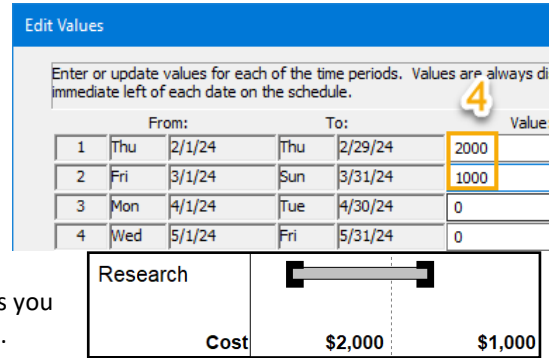 Edit Values
Enter or update values for each of the time periods. Values are always di
immediate left of each date on the schedule.
4
From: To: Value
1 Thu 2/1/24 Thu 2/29/24 2000
2 Fri 3/1/24 Sun 3/31/24 1000
3 Mon 4/1/24 Tue 4/30/24 0
4 Wed 5/1/24 Fri 5/31/24 0
Research
s you
.
Cost $2,000 $1,000